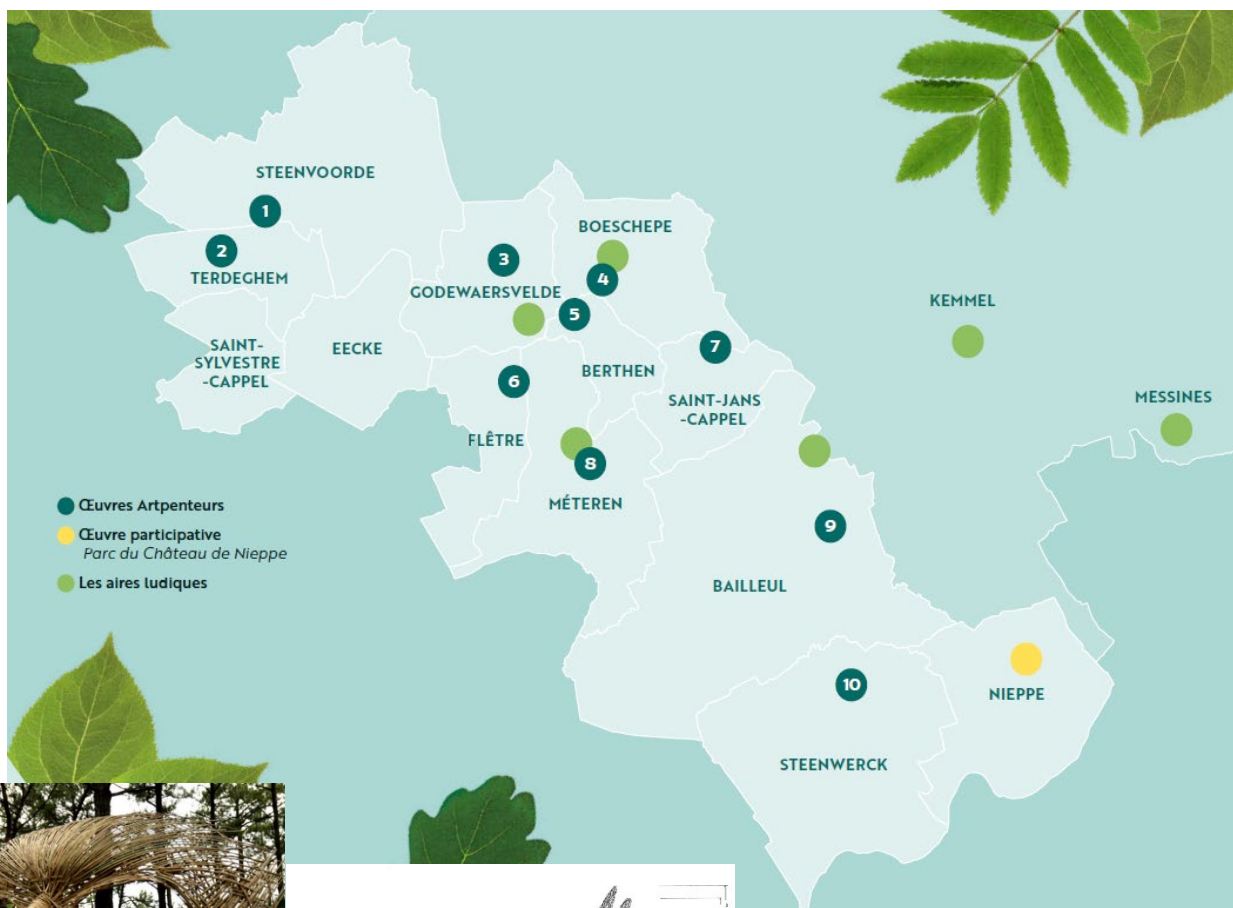 STEENVOORDE
1
2
TERDEGHEM
BOESCHEPE
3
4
GODEWAERSVELDE
5
KEMMEL
SAINT-
SYLVESTRE
-CAPPEL
EECKE
7
BERTHEN
6
SAINT-JANS
-CAPPEL
MESSINES
FLÊTRE
8
MÉTEREN
Œuvres Artpenteurs
Œuvre participative
Parc du Château de Nieppe
Les aires ludiques
9
BAILLEUL
10
NIEPPE
STEENWERCK